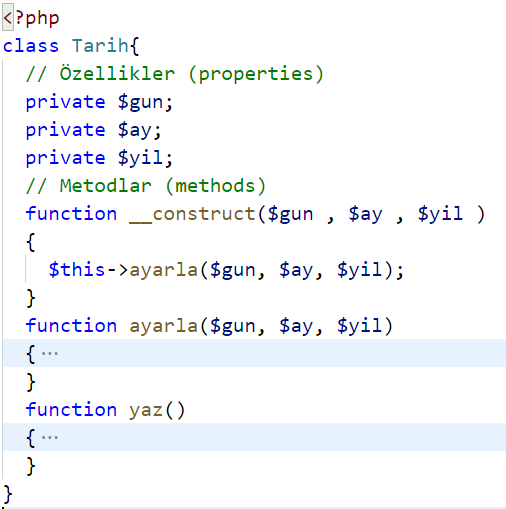 <?php
class Tarih{
// Özellikler (properties)
private $gun;
private $ay;
private $yil;
// Metodlar (methods)
function __construct($gun , $ay , $yil )
{
$this->ayarla($gun, $ay, $yil);
}
function ayarla($gun, $ay, $yil)
{ ···
}
function yaz()
{ ···
}
}